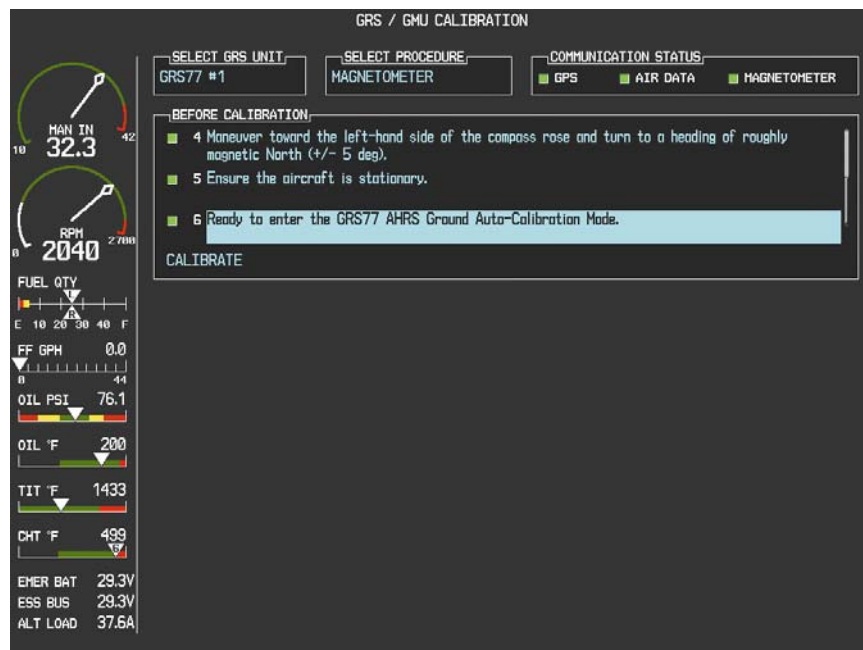 GRS / GMU CALIBRATION
SELECT GRS UNIT
GRS77 #1
SELECT PROCEDURE
MAGNETOMETER
COMMUNICATION STATUS
GPS AIR DATA MAGNETOMETER
BEFORE CALIBRATION
4 Maneuver toward the left-hand side of the compass rose and turn to a heading of roughly
magnetic North (+/- 5 deg).
5 Ensure the aircraft is stationary.
6 Ready to enter the GRS77 AHRS Ground Auto-Calibration Mode.
CALIBRATE
MAN IN
10 32.3 42
RPM
0 2040 2700
FUEL QTY
L
R
E 10 20 30 40 F
FF GPH 0.0
0 44
OIL PSI 76.1
OIL °F 200
TIT °F 1433
CHT °F 499
6
EMER BAT 29.3V
ESS BUS 29.3V
ALT LOAD 37.6A